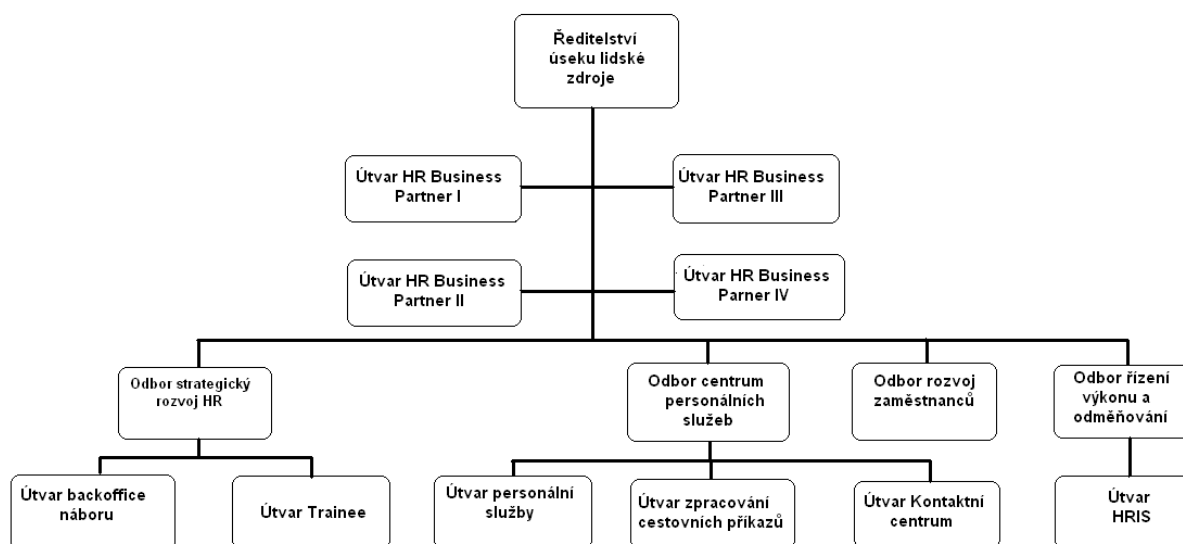 Ředitelství
úseku lidské
zdroje
Útvar HR Business
Partner I
Útvar HR Business
Partner III
Útvar HR Business
Partner II
Útvar HR Business
Parner IV
Odbor strategický
rozvoj HR
Odbor centrum
personálních
služeb
Odbor rozvoj
zaměstnanců
Odbor řízení
výkonu a
odměňování
Útvar backoffice
náboru
Útvar Trainee
Útvar personální
služby
Útvar zpracování
cestovních příkazů
Útvar Kontaktní
centrum
Útvar
HRIS